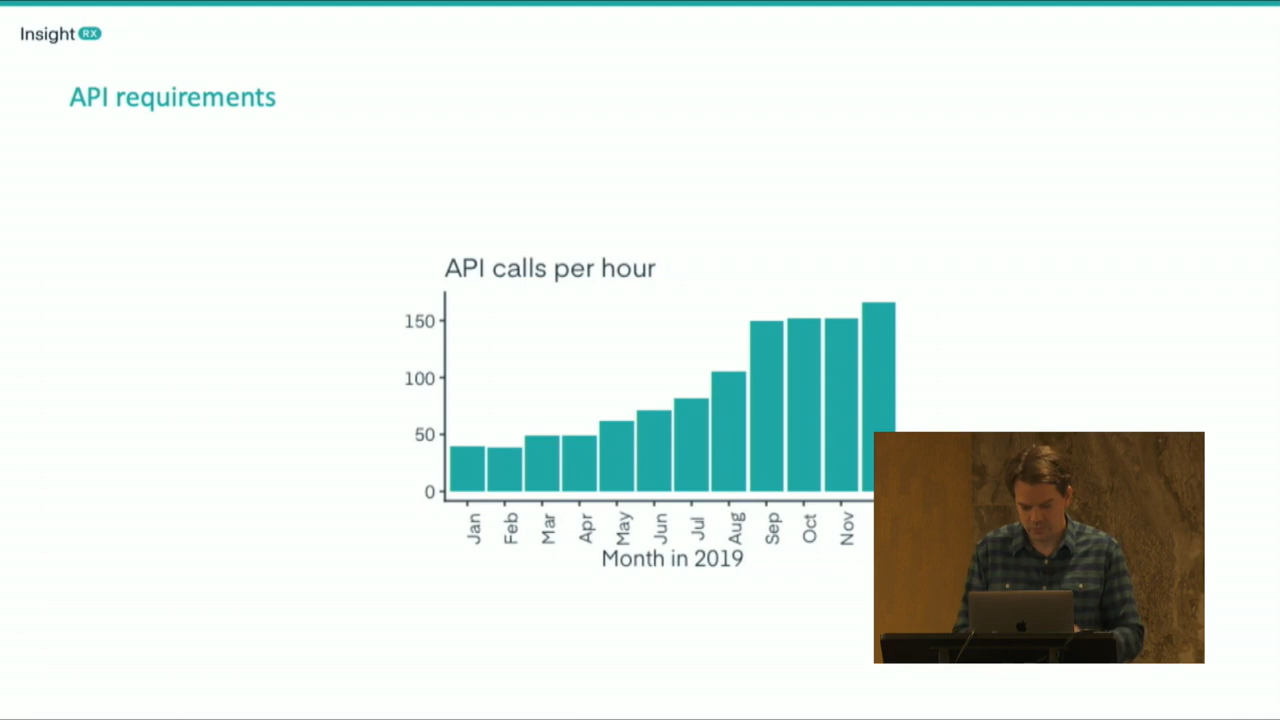 Insight RX
API requirements
API calls per hour
150
100
50
0
Jan Feb Mar Apr May Jun Jul Aug Sep Oct Nov
Month in 2019